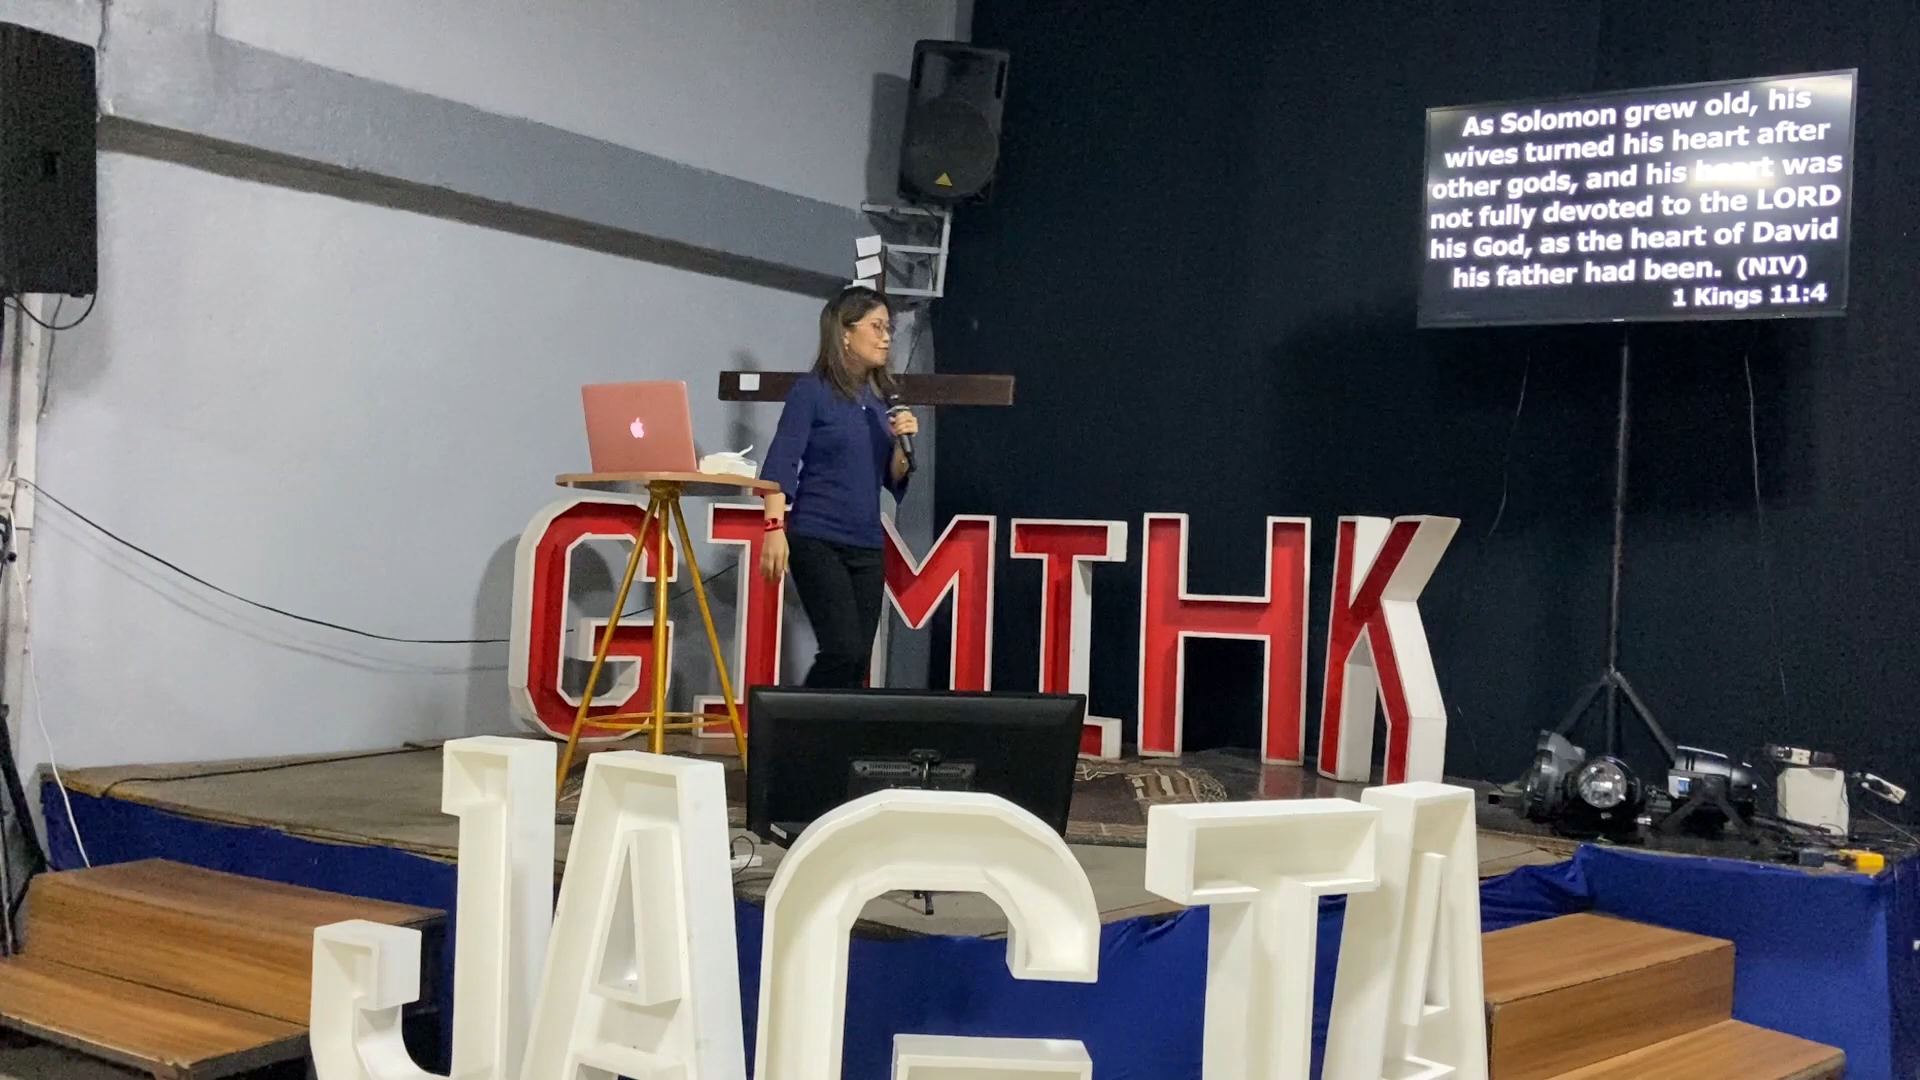 As Solomon grew old, his
wives turned his heart after
other gods, and his heart was
not fully devoted to the LORD
his God, as the heart of David
his father had been. (NIV)
1 Kings 11:4
GIMIHK
JAGTA